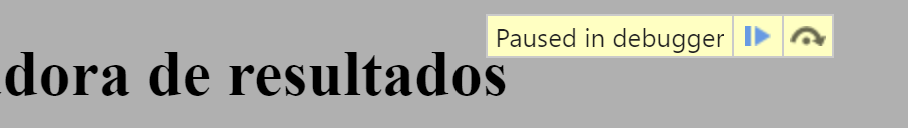 Paused in debugger
dora de resultados